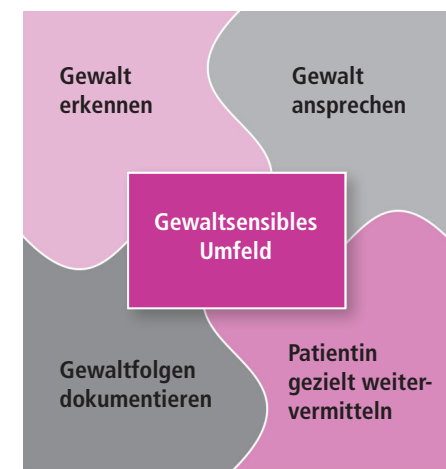 Gewalt
erkennen
Gewalt
ansprechen
Gewaltsensibles
Umfeld
Gewaltfolgen
dokumentieren
Patientin
gezielt weiter-
vermitteln